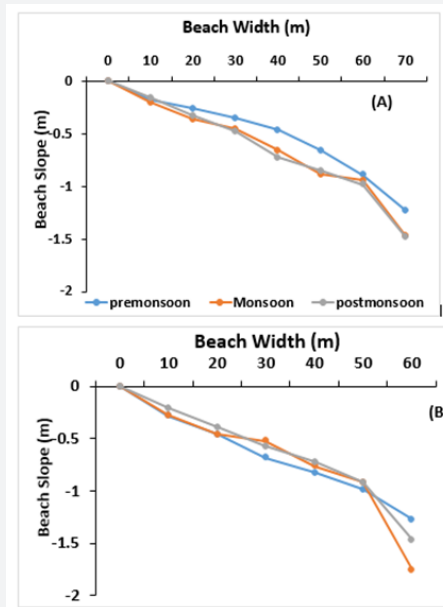 Beach Width (m)
0 10 20 30 40 50 60 70
0
(A)
-0.5
-1
-1.5
-2
Beach Slope (m)
premonsoon Monsoon postmonsoon
Beach Width (m)
0 10 20 30 40 50 60
0
(B
-0.5
-1
-1.5
-2
Beach Slope (m)